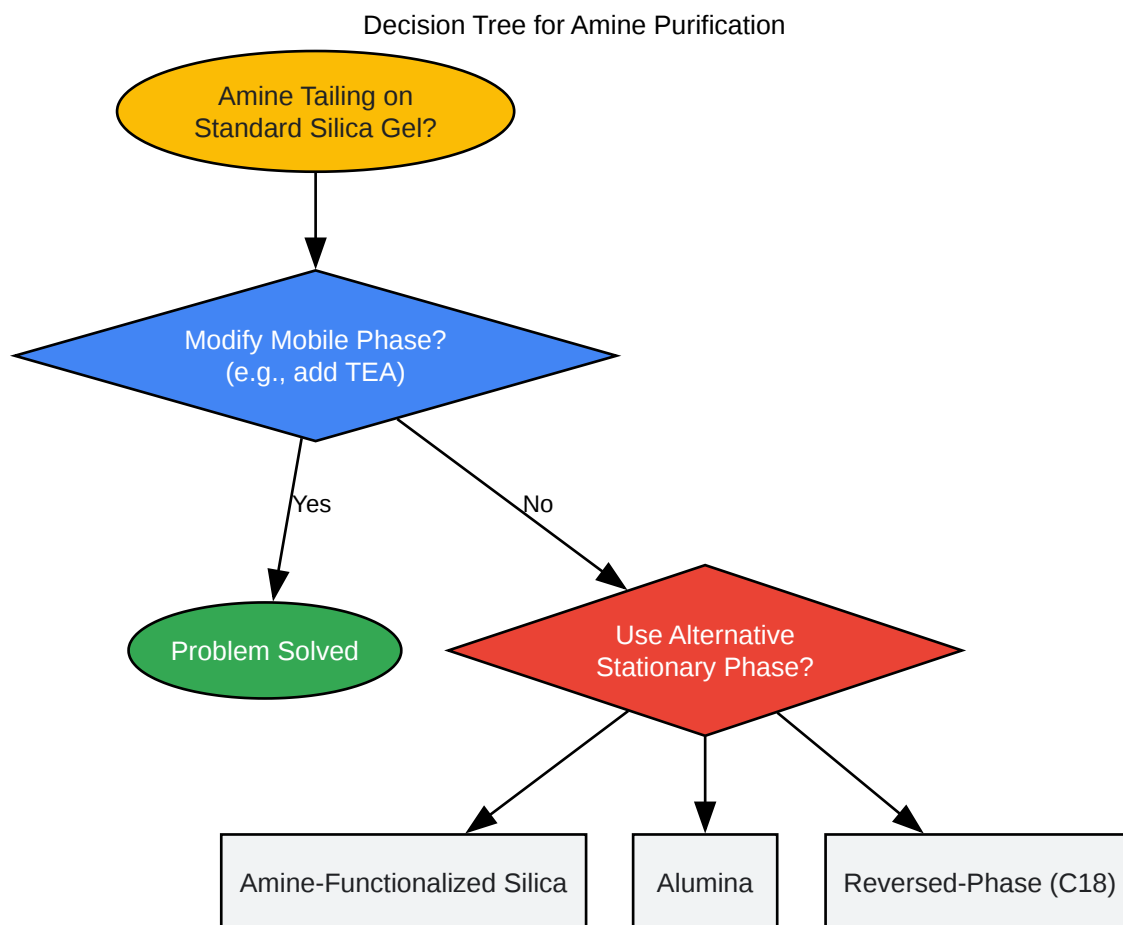 Decision Tree for Amine Purification
Amine Tailing on
Standard Silica Gel?
Modify Mobile Phase?
(e.g., add TEA)
Yes
No
Problem Solved
Use Alternative
Stationary Phase?
Amine-Functionalized Silica
Alumina
Reversed-Phase (C18)